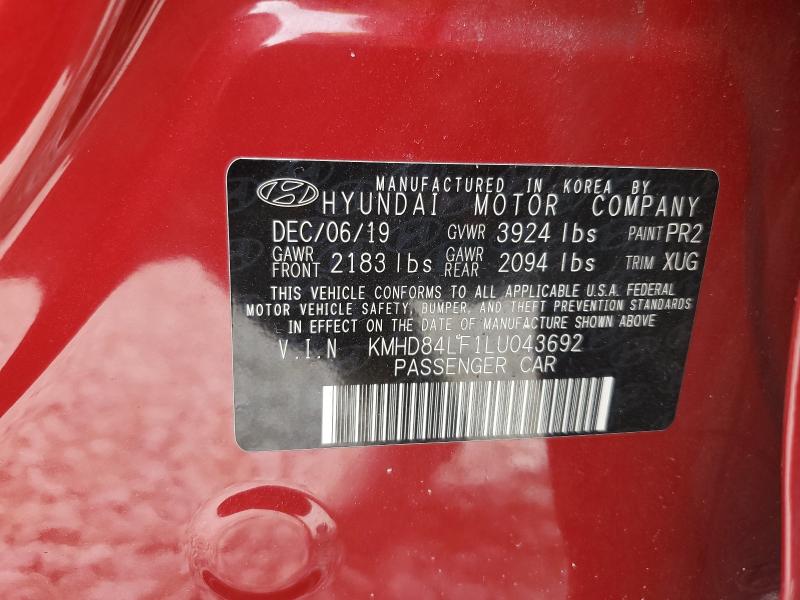 MANUFACTURED IN KOREA BY
HYUNDAI MOTOR COMPANY
DEC/06/19 GVWR 3924 lbs PAINT PR2
GAWR FRONT 2183 lbs GAWR REAR 2094 lbs TRIM XUG
THIS VEHICLE CONFORMS TO ALL APPLICABLE U.S.A. FEDERAL
MOTOR VEHICLE SAFETY, BUMPER, AND THEFT PREVENTION STANDARDS
IN EFFECT ON THE DATE OF MANUFACTURE SHOWN ABOVE
V.I.N KMHD84LF1LU043692
PASSENGER CAR